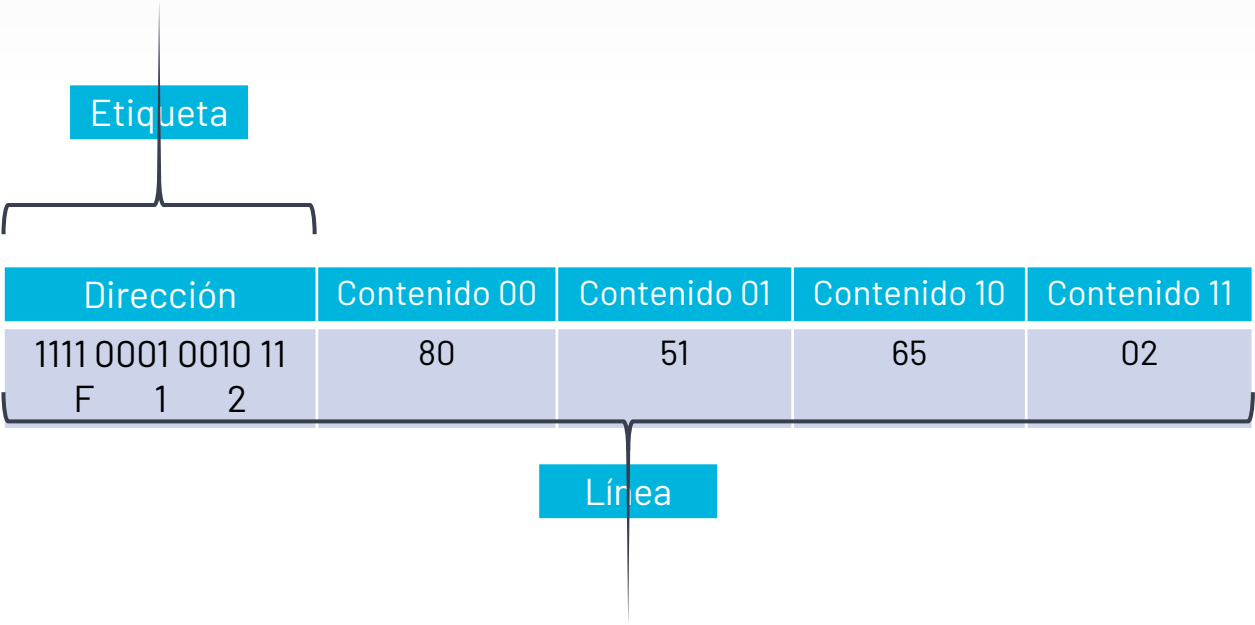 Etiqueta
Dirección Contenido 00 Contenido 01 Contenido 10 Contenido 11
1111 0001 0010 11 80 51 65 02
F 1 2
Línea